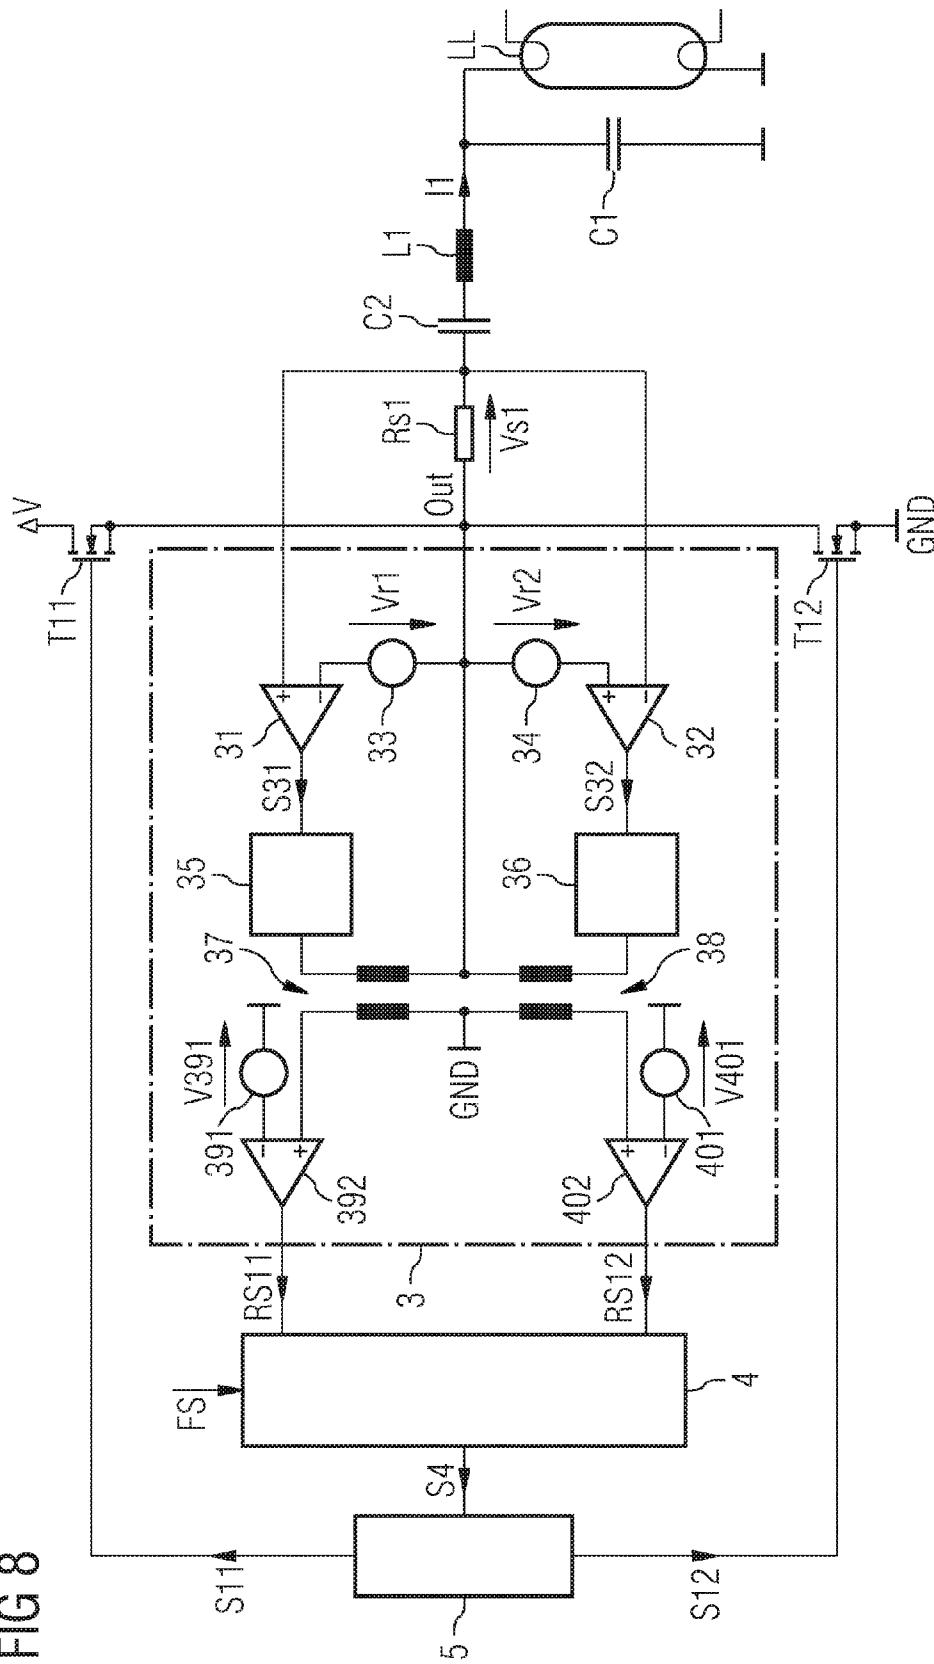 FIG 8
5
S11
S12
S4
FS
4
RS11
RS12
3
391
V391
392
402
401
V401
GND
37
38
35
36
S31
S32
31
33
34
32
Vr1
Vr2
T11
T12
V
GND
Out
Rs1
Vs1
C2
L1
I1
C1
LL